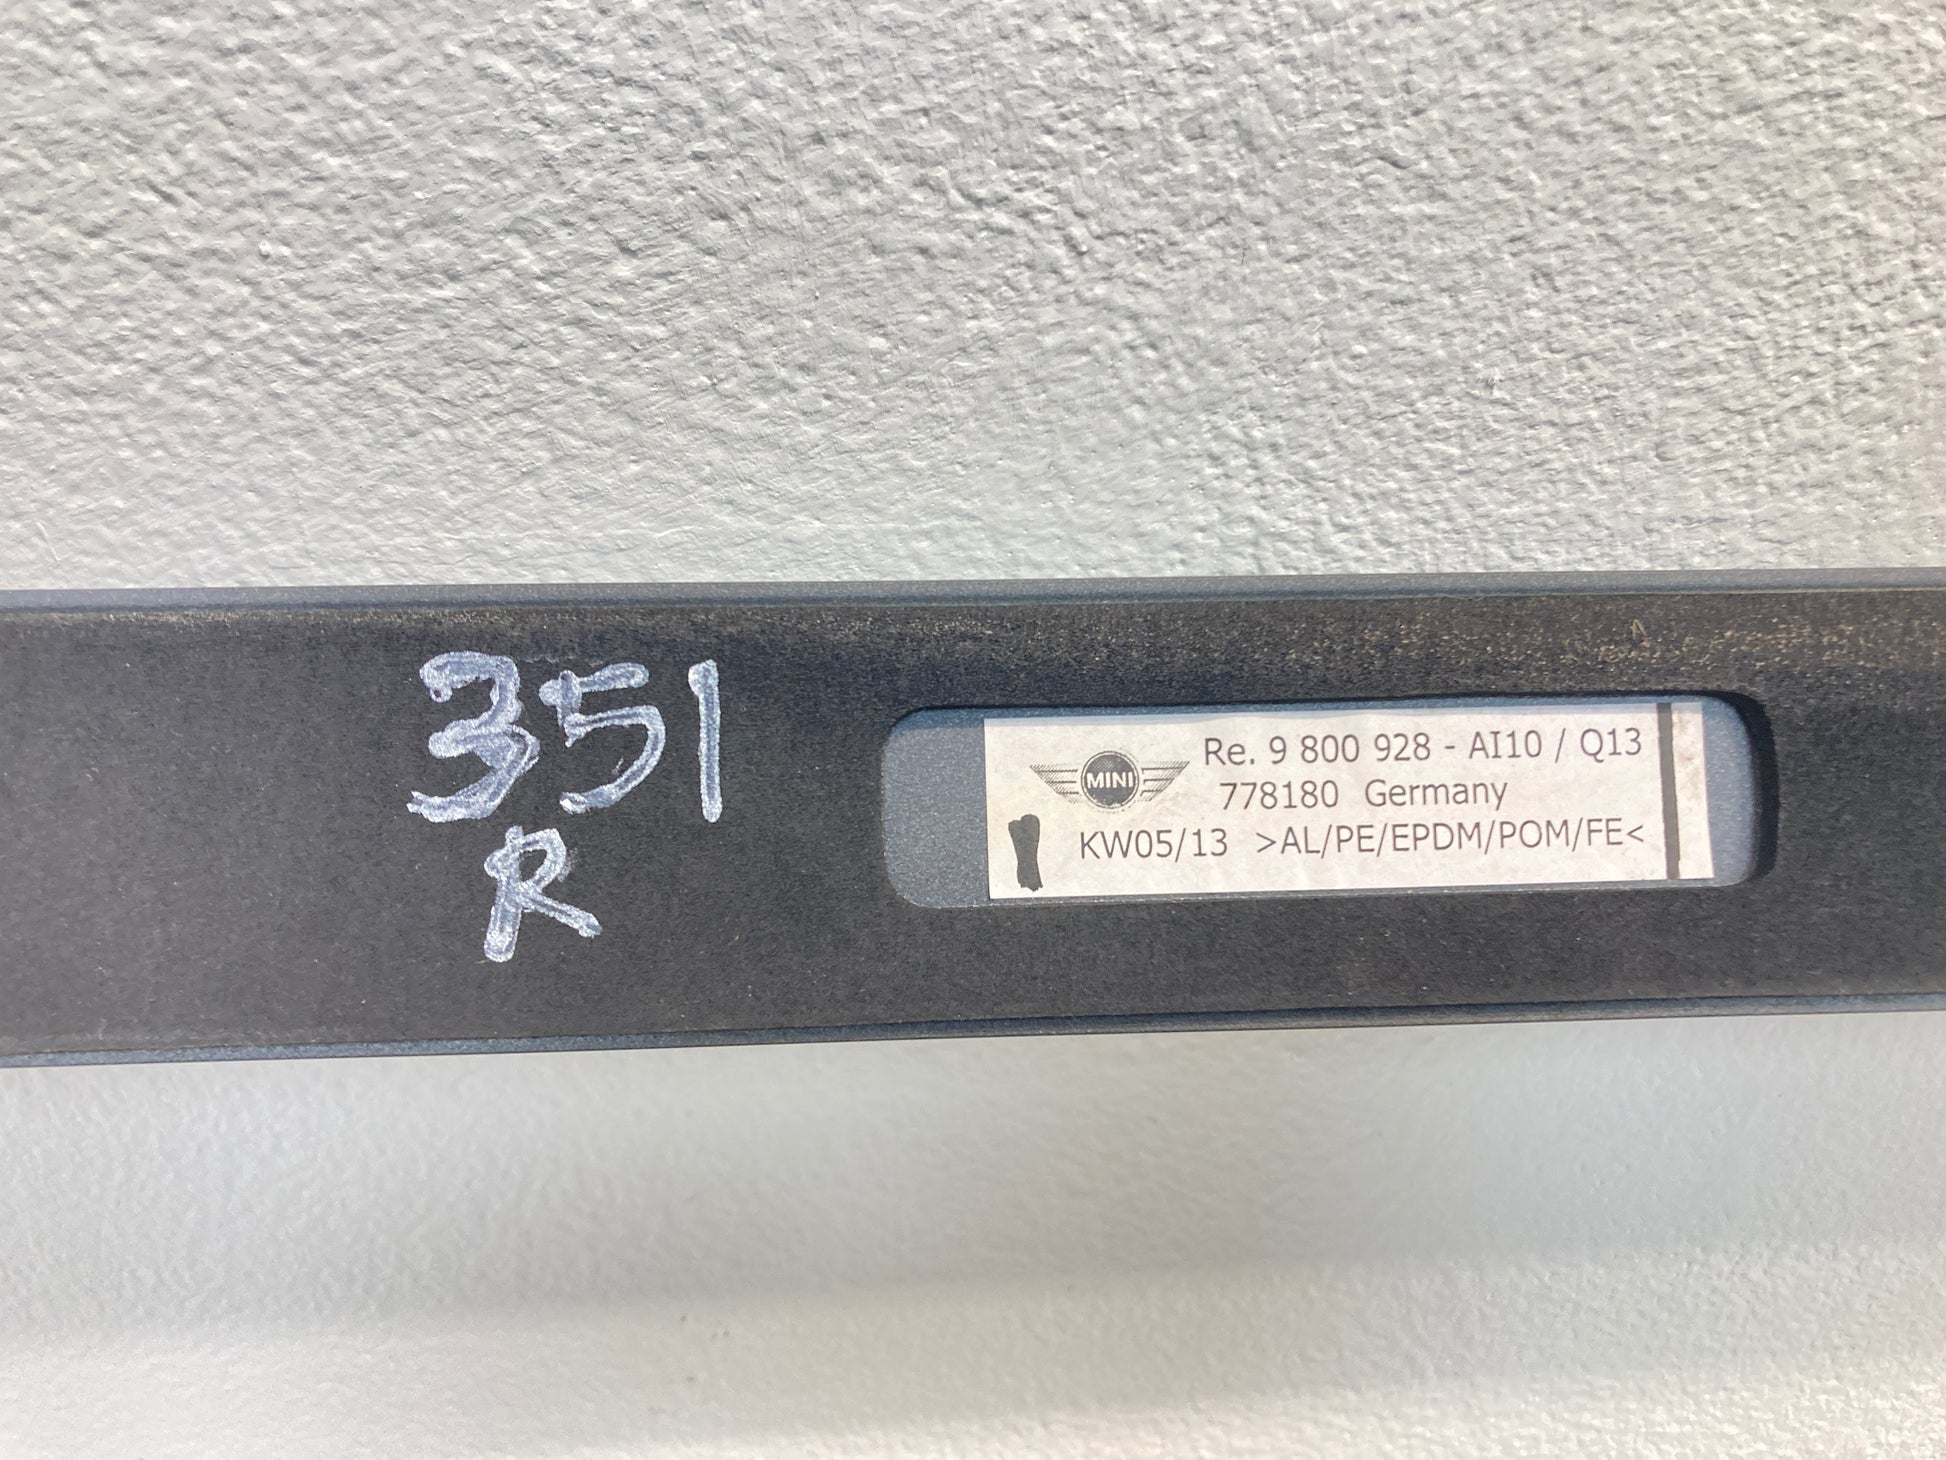 351
R
MINI
Re. 9 800 928 - AI10 / Q13
778180 Germany
KW05/13 >AL/PE/EPDM/POM/FE<